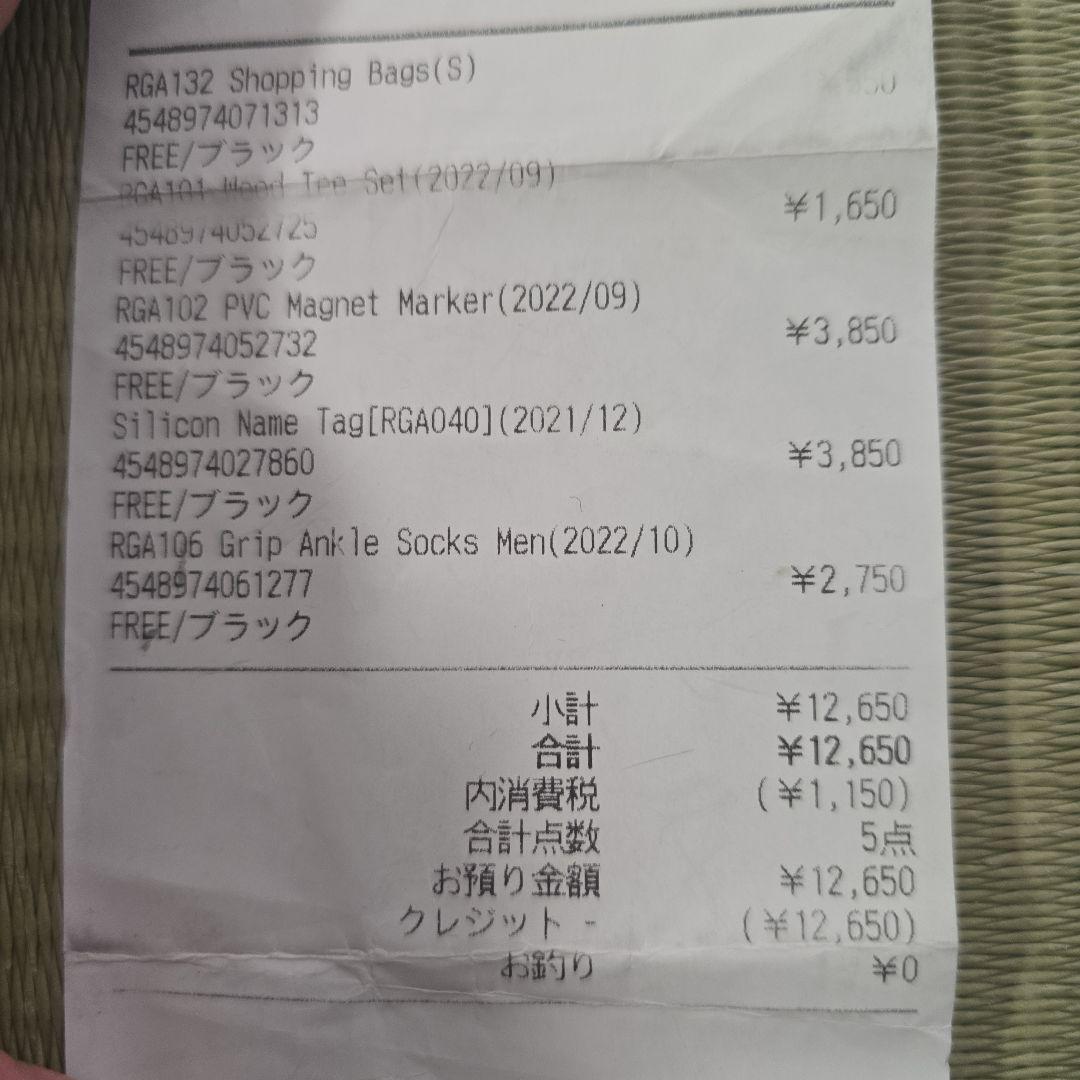 RGA132 Shopping Bags(S)
¥550
4548974071313
FREE/ブラック
RGA101 Wood Tee Set(2022/09)
¥1,650
4548974052725
FREE/ブラック
RGA102 PVC Magnet Marker(2022/09)
¥3,850
4548974052732
FREE/ブラック
Silicon Name Tag[RGA040](2021/12)
¥3,850
4548974027860
FREE/ブラック
RGA106 Grip Ankle Socks Men(2022/10)
¥2,750
4548974061277
FREE/ブラック
小計 ¥12,650
合計 ¥12,650
内消費税 (¥1,150)
合計点数 5点
お預り金額 ¥12,650
クレジット - (¥12,650)
お釣り ¥0